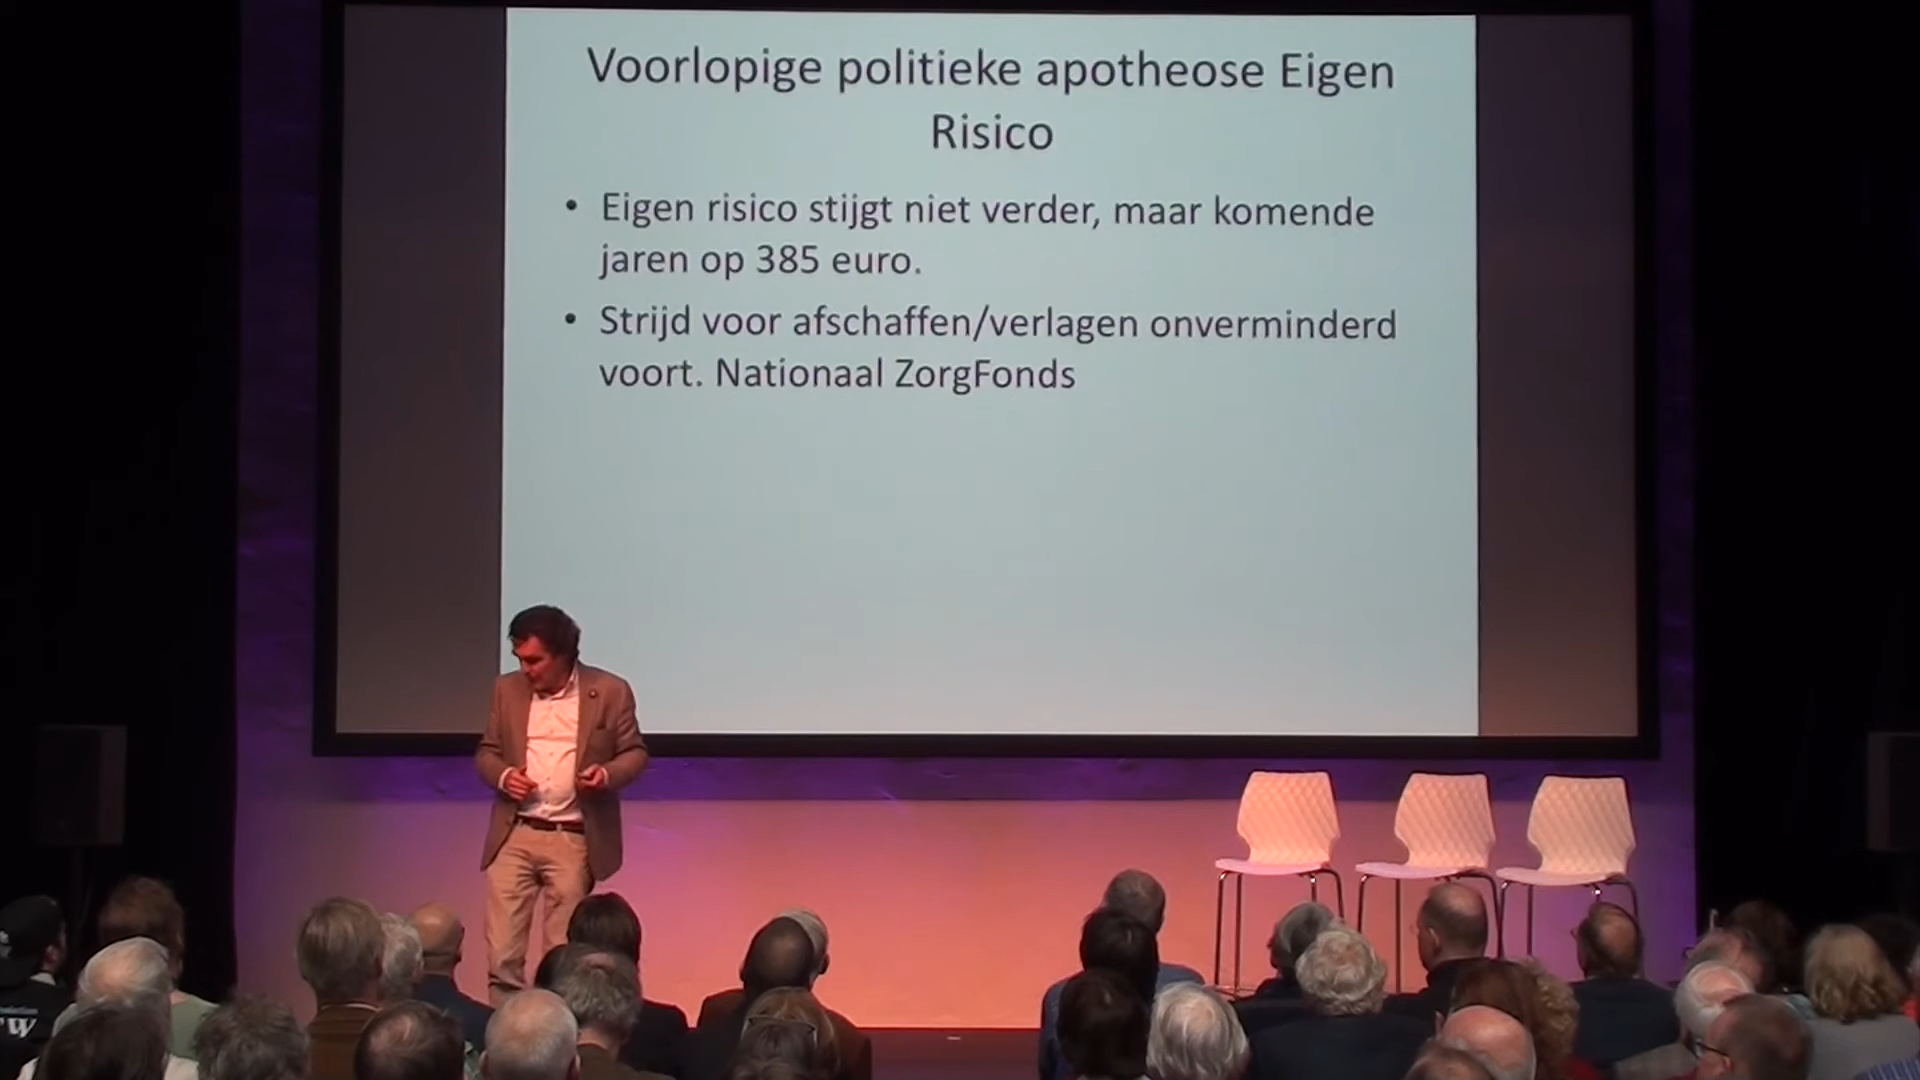 Voorlopige politieke apotheose Eigen
Risico
• Eigen risico stijgt niet verder, maar komende
jaren op 385 euro.
• Strijd voor afschaffen/verlagen onverminderd
voort. Nationaal ZorgFonds